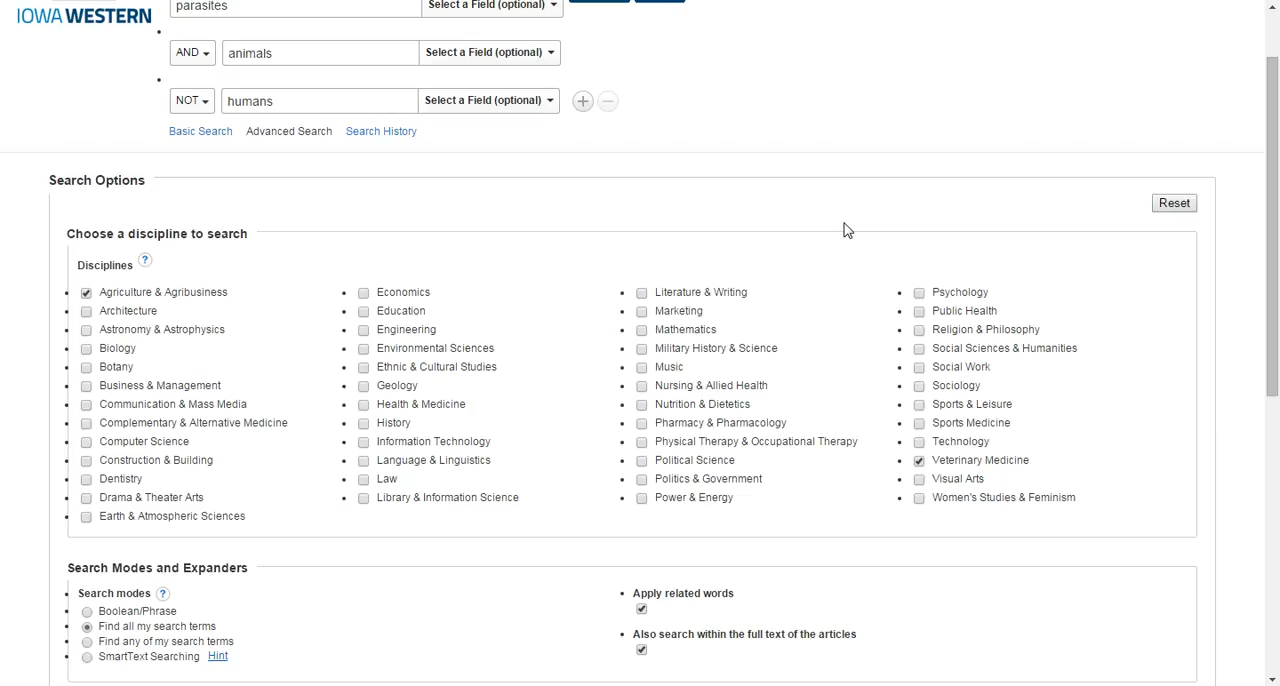 IOWA WESTERN
parasites Select a Field (optional)
AND animals Select a Field (optional)
NOT humans Select a Field (optional)
Basic Search Advanced Search Search History
Search Options
Reset
Choose a discipline to search
Disciplines ?
Agriculture & Agribusiness
Architecture
Astronomy & Astrophysics
Biology
Botany
Business & Management
Communication & Mass Media
Complementary & Alternative Medicine
Computer Science
Construction & Building
Dentistry
Drama & Theater Arts
Earth & Atmospheric Sciences
Economics
Education
Engineering
Environmental Sciences
Ethnic & Cultural Studies
Geology
Health & Medicine
History
Information Technology
Language & Linguistics
Law
Library & Information Science
Literature & Writing
Marketing
Mathematics
Military History & Science
Music
Nursing & Allied Health
Nutrition & Dietetics
Pharmacy & Pharmacology
Physical Therapy & Occupational Therapy
Political Science
Politics & Government
Power & Energy
Psychology
Public Health
Religion & Philosophy
Social Sciences & Humanities
Social Work
Sociology
Sports & Leisure
Sports Medicine
Technology
Veterinary Medicine
Visual Arts
Women's Studies & Feminism
Search Modes and Expanders
Search modes ?
Boolean/Phrase
Find all my search terms
Find any of my search terms
SmartText Searching Hint
Apply related words
Also search within the full text of the articles